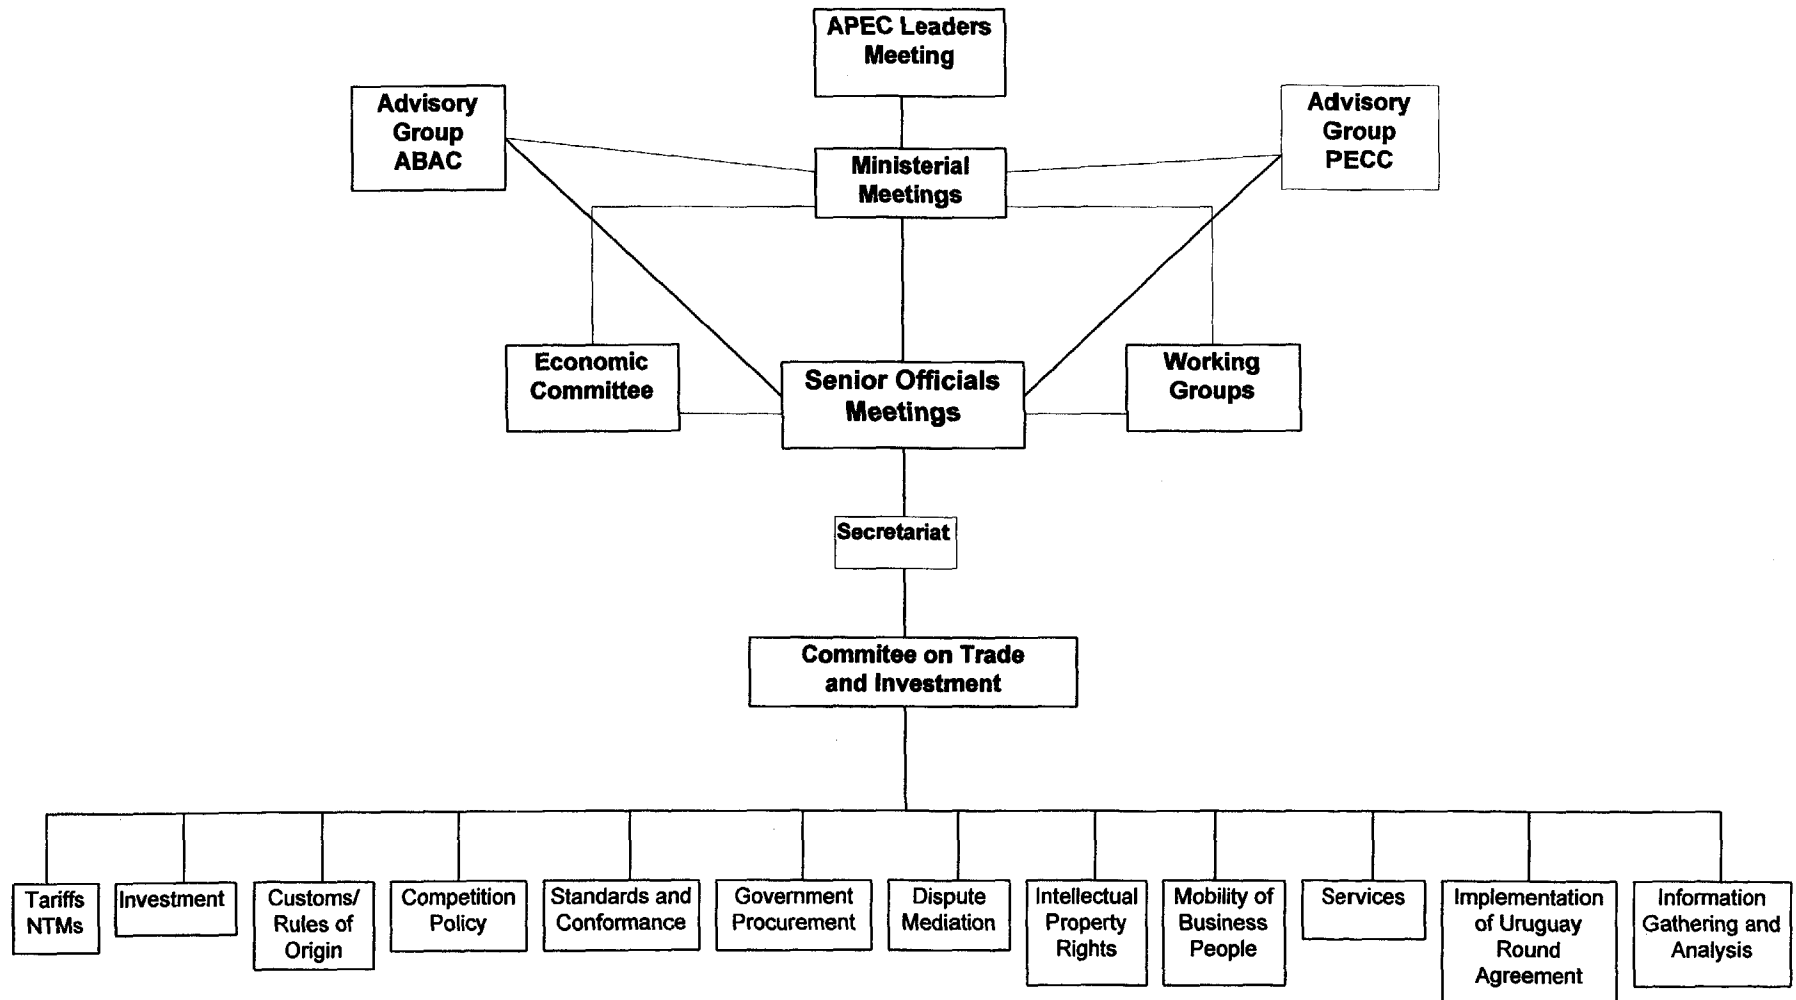 APEC Leaders
Meeting
Advisory
Group
ABAC
Advisory
Group
PECC
Ministerial
Meetings
Economic
Committee
Senior Officials
Meetings
Working
Groups
Secretariat
Commitee on Trade
and Investment
Tariffs
NTMs
Investment
Customs/
Rules of
Origin
Competition
Policy
Standards and
Conformance
Government
Procurement
Dispute
Mediation
Intellectual
Property
Rights
Mobility of
Business
People
Services
Implementation
of Uruguay
Round
Agreement
Information
Gathering and
Analysis